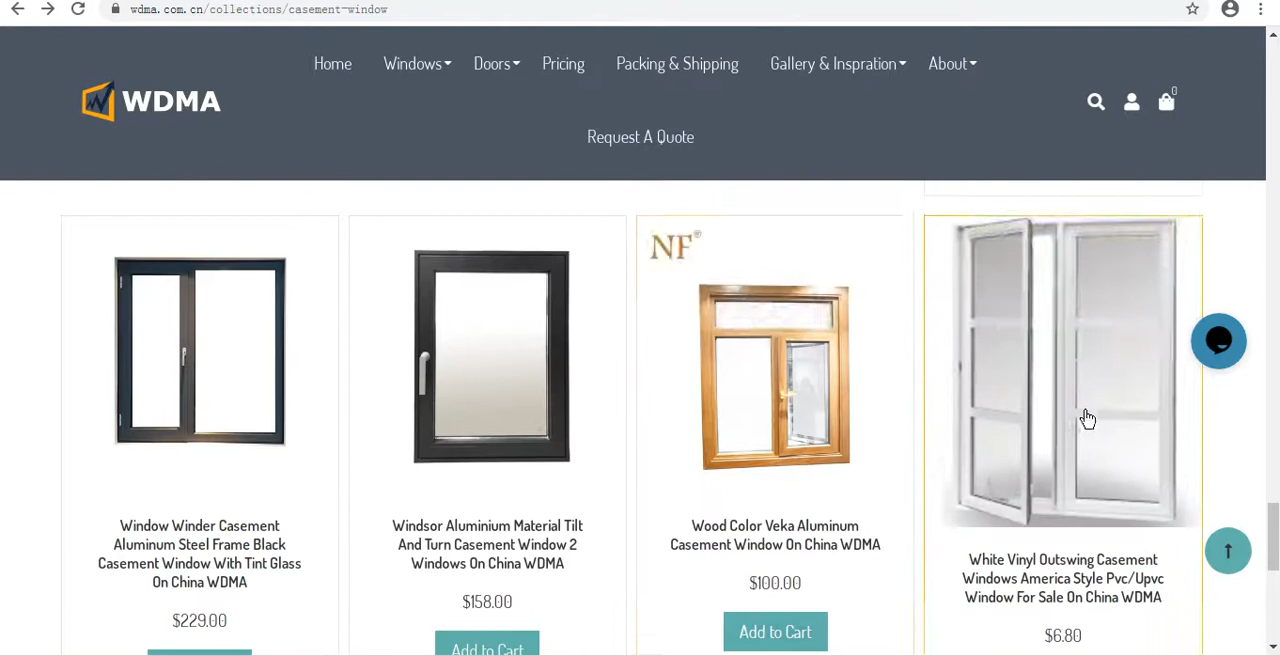 wdma.com.cn/collections/casement-window
Home Windows Doors Pricing Packing & Shipping Gallery & Inspration About
WDMA
0
Request A Quote
NF®
Window Winder Casement
Aluminum Steel Frame Black
Casement Window With Tint Glass
On China WDMA
$229.00
Windsor Aluminium Material Tilt
And Turn Casement Window 2
Windows On China WDMA
$158.00
Add to Cart
Wood Color Veka Aluminum
Casement Window On China WDMA
$100.00
Add to Cart
White Vinyl Outswing Casement
Windows America Style Pvc/Upvc
Window For Sale On China WDMA
$6.80